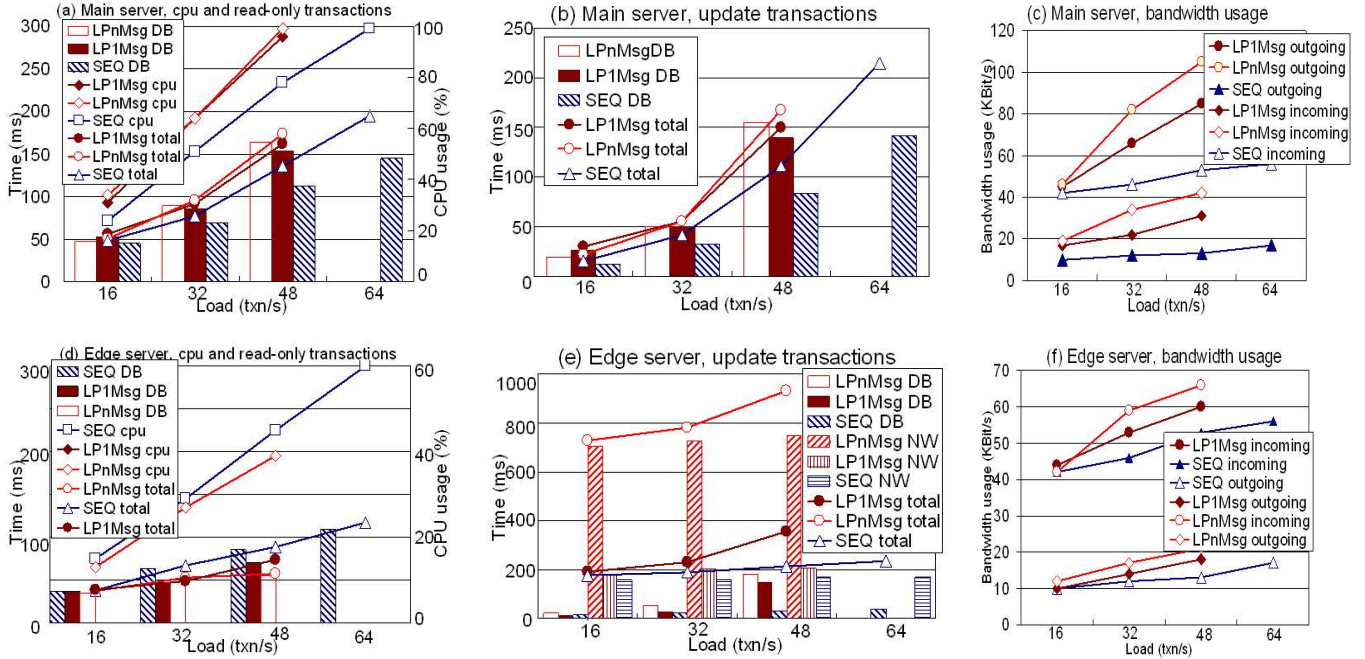 (a) Main server, cpu and read-only transactions
300
250
200
150
100
50
0
Time (ms)
LPnMsg DB
LP1Msg DB
SEQ DB
LP1Msg cpu
LPnMsg cpu
SEQ cpu
LP1Msg total
LPnMsg total
SEQ total
100
80
60
40
20
0
CPU usage (%)
16
32
48
64
Load (txn/s)
(b) Main server, update transactions
250
200
150
100
50
0
Time (ms)
LPnMsgDB
LP1Msg DB
SEQ DB
LP1Msg total
LPnMsg total
SEQ total
16
32
48
64
Load (txn/s)
(c) Main server, bandwidth usage
120
100
80
60
40
20
0
Bandwidth usage (KBit/s)
LP1Msg outgoing
LPnMsg outgoing
SEQ outgoing
LP1Msg incoming
LPnMsg incoming
SEQ incoming
16
32
48
64
Load (txn/s)
(d) Edge server, cpu and read-only transactions
300
200
100
0
Time (ms)
SEQ DB
LP1Msg DB
LPnMsg DB
SEQ cpu
LP1Msg cpu
LPnMsg cpu
LPnMsg total
SEQ total
LP1Msg total
60
40
20
0
CPU usage (%)
16
32
48
64
Load (txn/s)
(e) Edge server, update transactions
1000
800
600
400
200
0
Time (ms)
LPnMsg DB
LP1Msg DB
SEQ DB
LPnMsg NW
LP1Msg NW
SEQ NW
LP1Msg total
LPnMsg total
SEQ total
16
32
48
64
Load (txn/s)
(f) Edge server, bandwidth usage
70
60
50
40
30
20
10
0
Bandwidth usage (KBit/s)
LP1Msg incoming
SEQ incoming
SEQ outgoing
LP1Msg outgoing
LPnMsg incoming
LPnMsg outgoing
16
32
48
64
Load (txn/s)